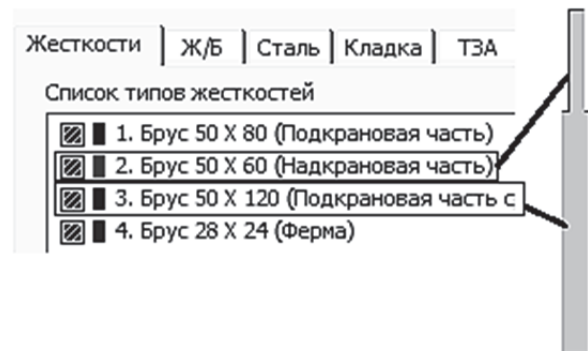 Жесткости Ж/Б Сталь Кладка ТЗА
Список типов жесткостей
1. Брус 50 X 80 (Подкрановая часть)
2. Брус 50 X 60 (Надкрановая часть)
3. Брус 50 X 120 (Подкрановая часть с
4. Брус 28 X 24 (Ферма)